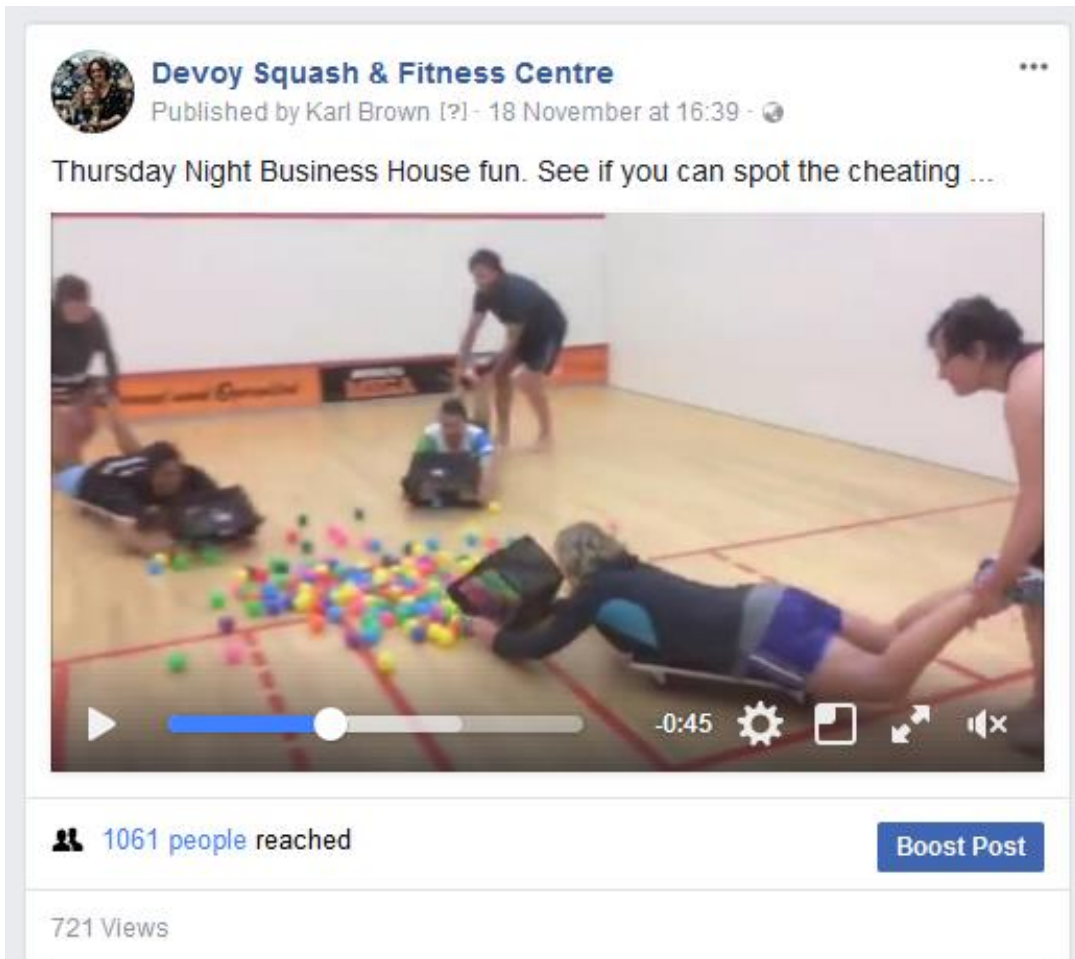 Devoy Squash & Fitness Centre
Published by Karl Brown [?] · 18 November at 16:39 ·
Thursday Night Business House fun. See if you can spot the cheating ...
-0:45
1061 people reached
Boost Post
721 Views